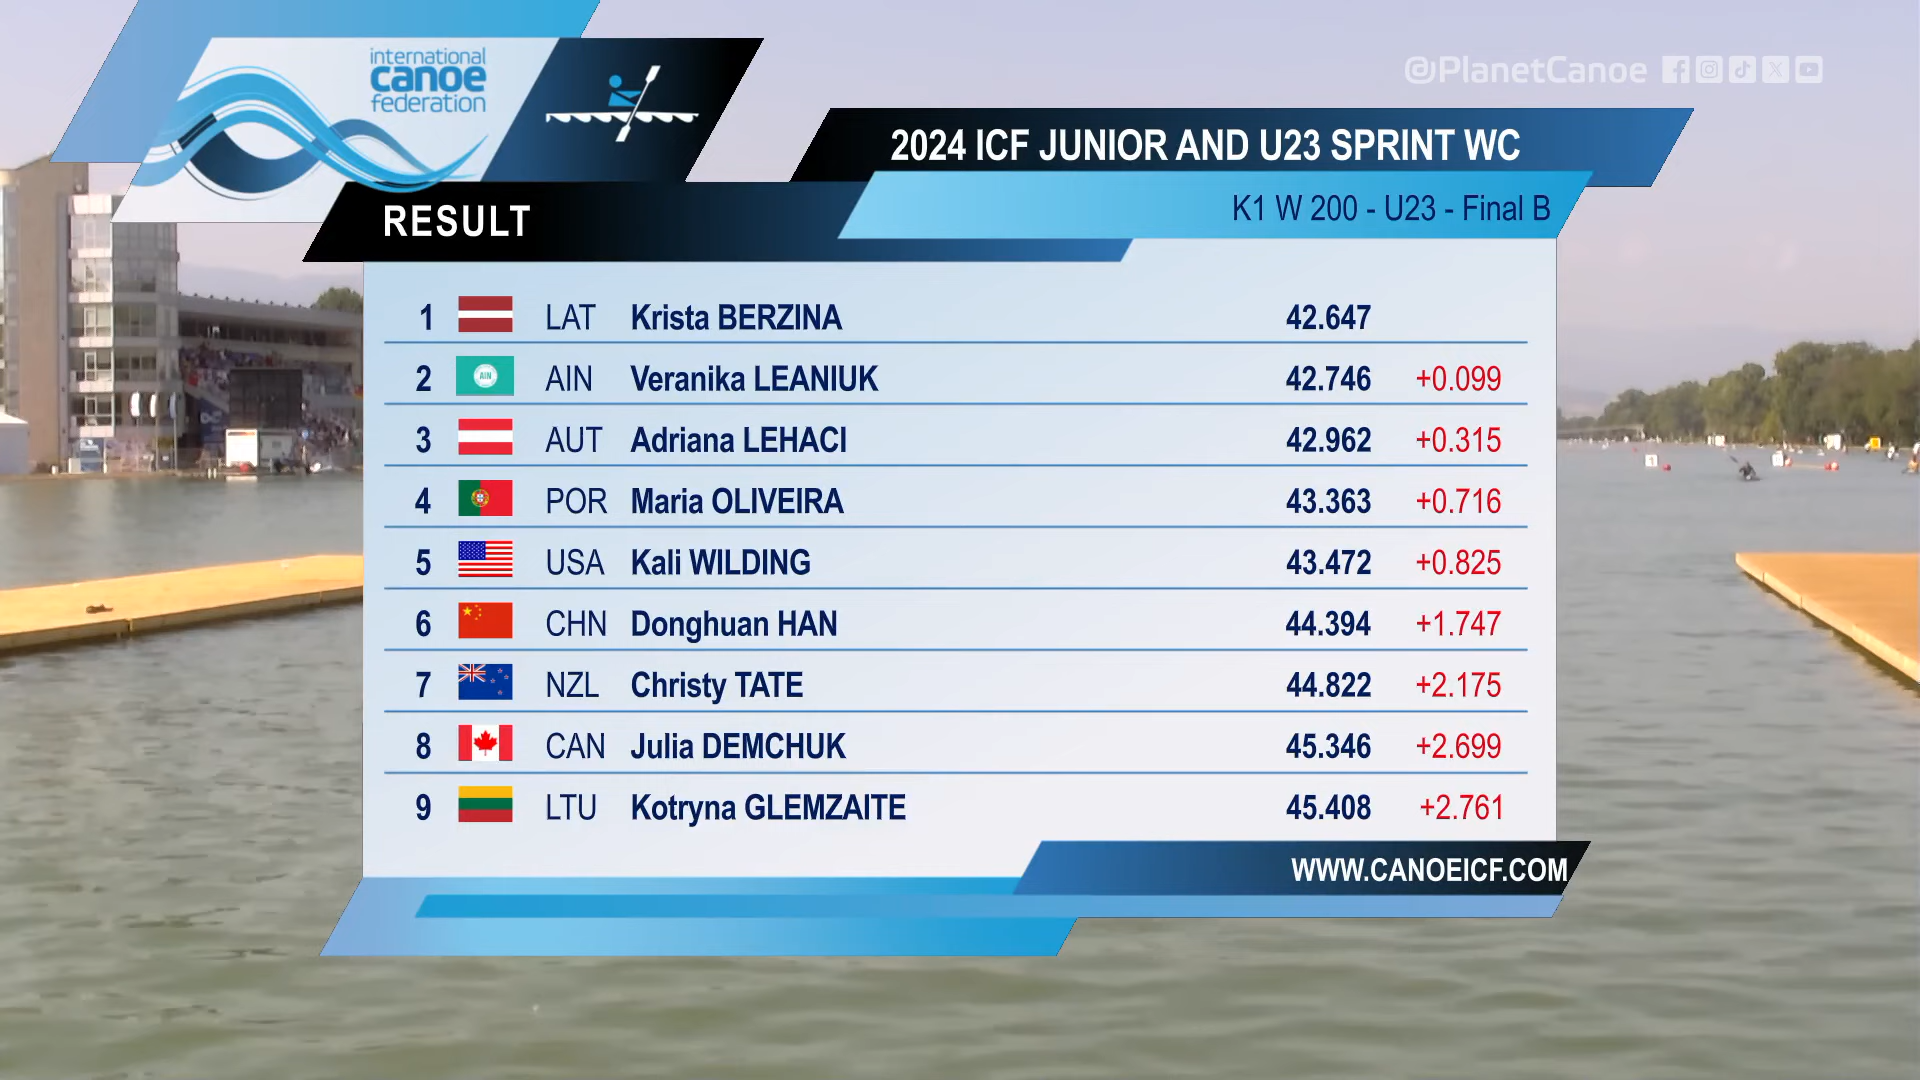 international
canoe
federation
@PlanetCanoe
2024 ICF JUNIOR AND U23 SPRINT WC
RESULT
K1 W 200 - U23 - Final B
1 LAT Krista BERZINA 42.647
2 AIN AIN Veranika LEANIUK 42.746 +0.099
3 AUT Adriana LEHACI 42.962 +0.315
4 POR Maria OLIVEIRA 43.363 +0.716
5 USA Kali WILDING 43.472 +0.825
6 CHN Donghuan HAN 44.394 +1.747
7 NZL Christy TATE 44.822 +2.175
8 CAN Julia DEMCHUK 45.346 +2.699
9 LTU Kotryna GLEMZAITE 45.408 +2.761
WWW.CANOEICF.COM
1